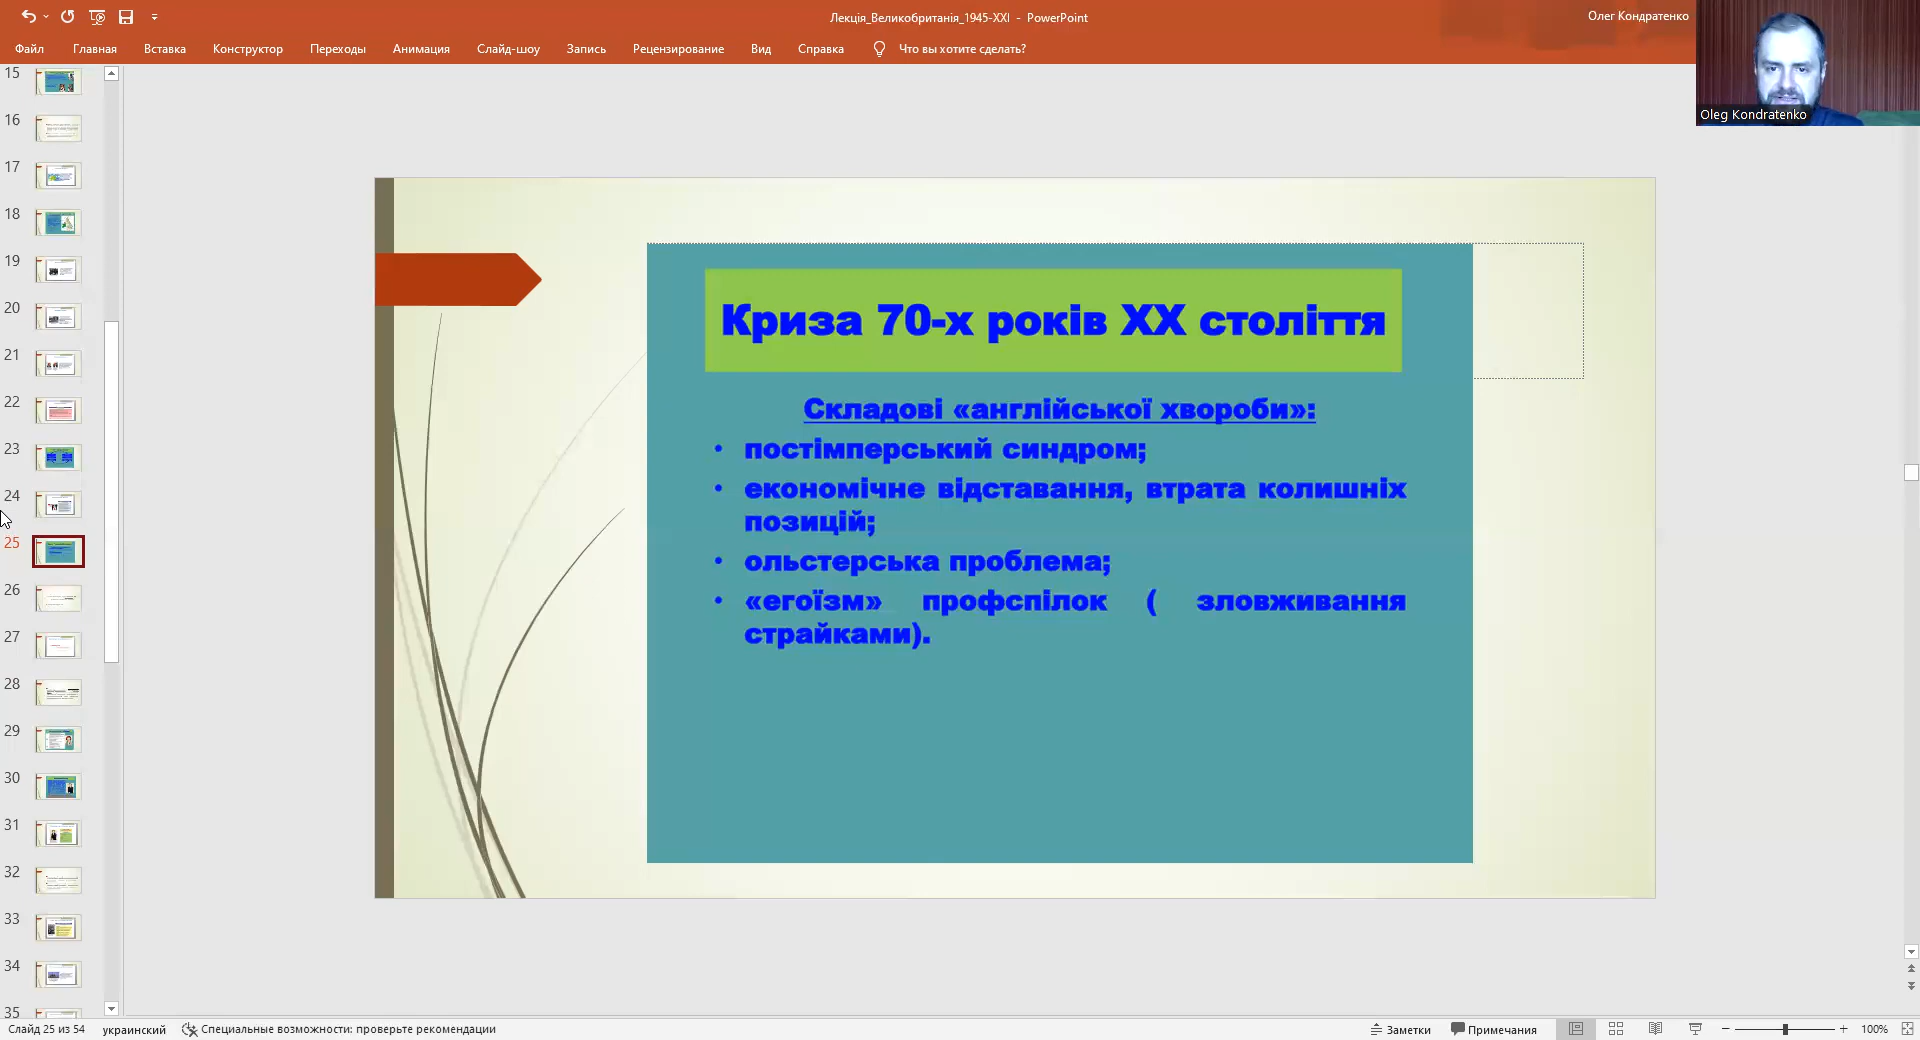 Лекція_Великобританія_1945-XXI - PowerPoint
Олег Кондратенко
Файл Главная Вставка Конструктор Переходы Анимация Слайд-шоу Запись Рецензирование Вид Справка Что вы хотите сделать?
Oleg Kondratenko
15
16
17
18
19
20
21
22
23
24
25
26
27
28
29
30
31
32
33
34
35
Криза 70-х років ХХ століття
Складові «англійської хвороби»:
• постімперський синдром;
• економічне відставання, втрата колишніх
позицій;
• ольстерська проблема;
• «егоїзм» профспілок ( зловживання
страйками).
Слайд 25 из 54 украинский Специальные возможности: проверьте рекомендации Заметки Примечания 100%